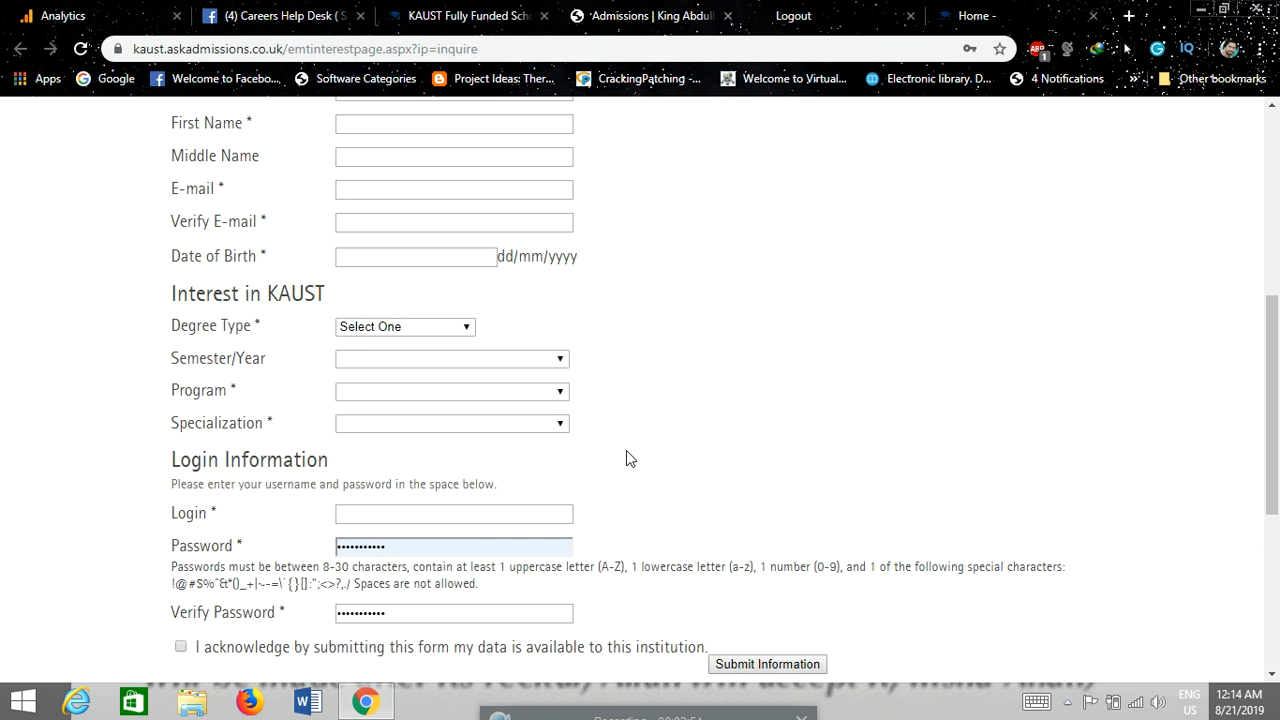 Analytics
(4) Careers Help Desk ( S
KAUST Fully Funded Sch
Admissions | King Abdull
Logout
Home -
kaust.askadmissions.co.uk/emtinterestpage.aspx?ip=inquire
ABP
1
IQ
Apps
Google
Welcome to Facebo...
Software Categories
Project Ideas: Ther...
CrackingPatching -...
Welcome to Virtual...
Electronic library. D...
4 Notifications
»
Other bookmarks
First Name *
Middle Name
E-mail *
Verify E-mail *
Date of Birth *
dd/mm/yyyy
Interest in KAUST
Degree Type *
Select One
Semester/Year
Program *
Specialization *
Login Information
Please enter your username and password in the space below.
Login *
Password *
•••••••••••
Passwords must be between 8-30 characters, contain at least 1 uppercase letter (A-Z), 1 lowercase letter (a-z), 1 number (0-9), and 1 of the following special characters:
!@#$%^&*()_+|~-=\`{}[]:";<>?,./ Spaces are not allowed.
Verify Password *
•••••••••••
I acknowledge by submitting this form my data is available to this institution.
Submit Information
ENG
US
12:14 AM
8/21/2019